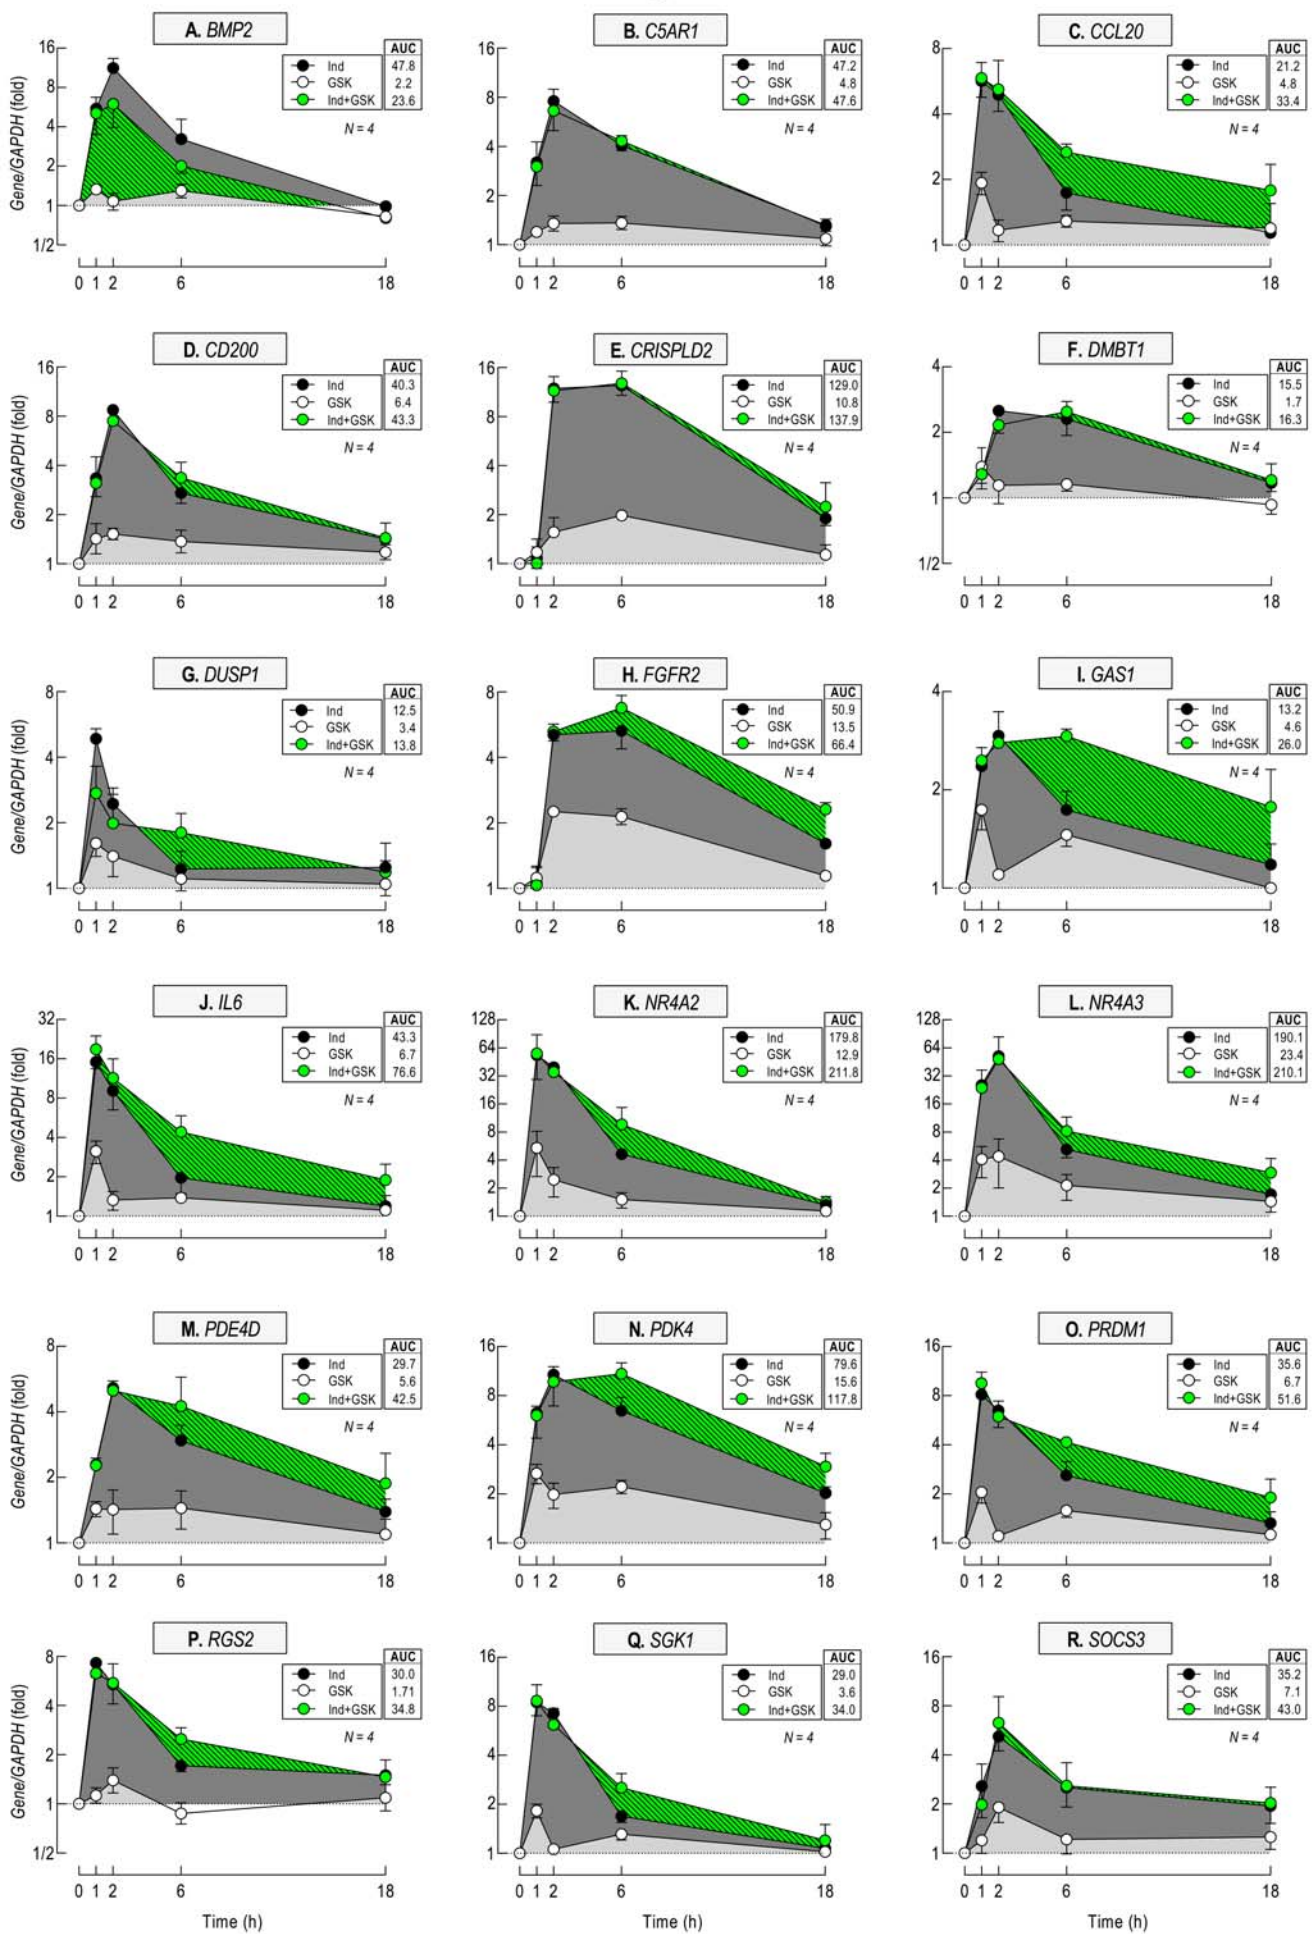 A. BMP2
AUC
Ind 47.8
GSK 2.2
Ind+GSK 23.6
N = 4
Gene/GAPDH (fold)
16
8
4
2
1
1/2
0 1 2 6 18
B. C5AR1
AUC
Ind 47.2
GSK 4.8
Ind+GSK 47.6
N = 4
16
8
4
2
1
0 1 2 6 18
C. CCL20
AUC
Ind 21.2
GSK 4.8
Ind+GSK 33.4
N = 4
8
4
2
1
0 1 2 6 18
D. CD200
AUC
Ind 40.3
GSK 6.4
Ind+GSK 43.3
N = 4
Gene/GAPDH (fold)
16
8
4
2
1
0 1 2 6 18
E. CRISPLD2
AUC
Ind 129.0
GSK 10.8
Ind+GSK 137.9
N = 4
16
8
4
2
1
0 1 2 6 18
F. DMBT1
AUC
Ind 15.5
GSK 1.7
Ind+GSK 16.3
N = 4
4
2
1
1/2
0 1 2 6 18
G. DUSP1
AUC
Ind 12.5
GSK 3.4
Ind+GSK 13.8
N = 4
Gene/GAPDH (fold)
8
4
2
1
0 1 2 6 18
H. FGFR2
AUC
Ind 50.9
GSK 13.5
Ind+GSK 66.4
N = 4
8
4
2
1
0 1 2 6 18
I. GAS1
AUC
Ind 13.2
GSK 4.6
Ind+GSK 26.0
N = 4
4
2
1
0 1 2 6 18
J. IL6
AUC
Ind 43.3
GSK 6.7
Ind+GSK 76.6
N = 4
Gene/GAPDH (fold)
32
16
8
4
2
1
0 1 2 6 18
K. NR4A2
AUC
Ind 179.8
GSK 12.9
Ind+GSK 211.8
N = 4
128
64
32
16
8
4
2
1
0 1 2 6 18
L. NR4A3
AUC
Ind 190.1
GSK 23.4
Ind+GSK 210.1
N = 4
128
64
32
16
8
4
2
1
0 1 2 6 18
M. PDE4D
AUC
Ind 29.7
GSK 5.6
Ind+GSK 42.5
N = 4
Gene/GAPDH (fold)
8
4
2
1
0 1 2 6 18
N. PDK4
AUC
Ind 79.6
GSK 15.6
Ind+GSK 117.8
N = 4
16
8
4
2
1
0 1 2 6 18
O. PRDM1
AUC
Ind 35.6
GSK 6.7
Ind+GSK 51.6
N = 4
16
8
4
2
1
0 1 2 6 18
P. RGS2
AUC
Ind 30.0
GSK 1.71
Ind+GSK 34.8
N = 4
Gene/GAPDH (fold)
8
4
2
1
1/2
0 1 2 6 18
Time (h)
Q. SGK1
AUC
Ind 29.0
GSK 3.6
Ind+GSK 34.0
N = 4
16
8
4
2
1
0 1 2 6 18
Time (h)
R. SOCS3
AUC
Ind 35.2
GSK 7.1
Ind+GSK 43.0
N = 4
16
8
4
2
1
0 1 2 6 18
Time (h)